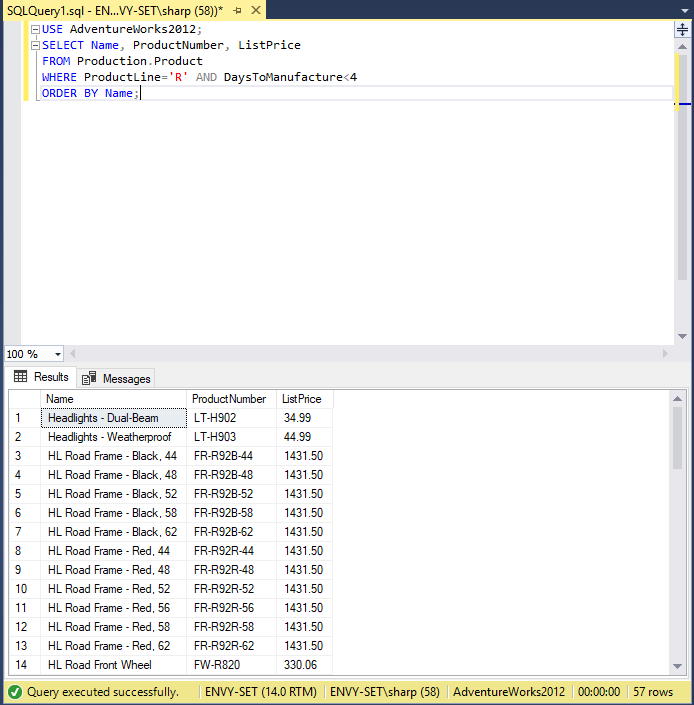 SQLQuery1.sql - EN...VY-SET\sharp (58))*
USE AdventureWorks2012;
SELECT Name, ProductNumber, ListPrice
FROM Production.Product
WHERE ProductLine='R' AND DaysToManufacture<4
ORDER BY Name;
100 %
Results Messages
Name ProductNumber ListPrice
1 Headlights - Dual-Beam LT-H902 34.99
2 Headlights - Weatherproof LT-H903 44.99
3 HL Road Frame - Black, 44 FR-R92B-44 1431.50
4 HL Road Frame - Black, 48 FR-R92B-48 1431.50
5 HL Road Frame - Black, 52 FR-R92B-52 1431.50
6 HL Road Frame - Black, 58 FR-R92B-58 1431.50
7 HL Road Frame - Black, 62 FR-R92B-62 1431.50
8 HL Road Frame - Red, 44 FR-R92R-44 1431.50
9 HL Road Frame - Red, 48 FR-R92R-48 1431.50
10 HL Road Frame - Red, 52 FR-R92R-52 1431.50
11 HL Road Frame - Red, 56 FR-R92R-56 1431.50
12 HL Road Frame - Red, 58 FR-R92R-58 1431.50
13 HL Road Frame - Red, 62 FR-R92R-62 1431.50
14 HL Road Front Wheel FW-R820 330.06
Query executed successfully. ENVY-SET (14.0 RTM) ENVY-SET\sharp (58) AdventureWorks2012 00:00:00 57 rows